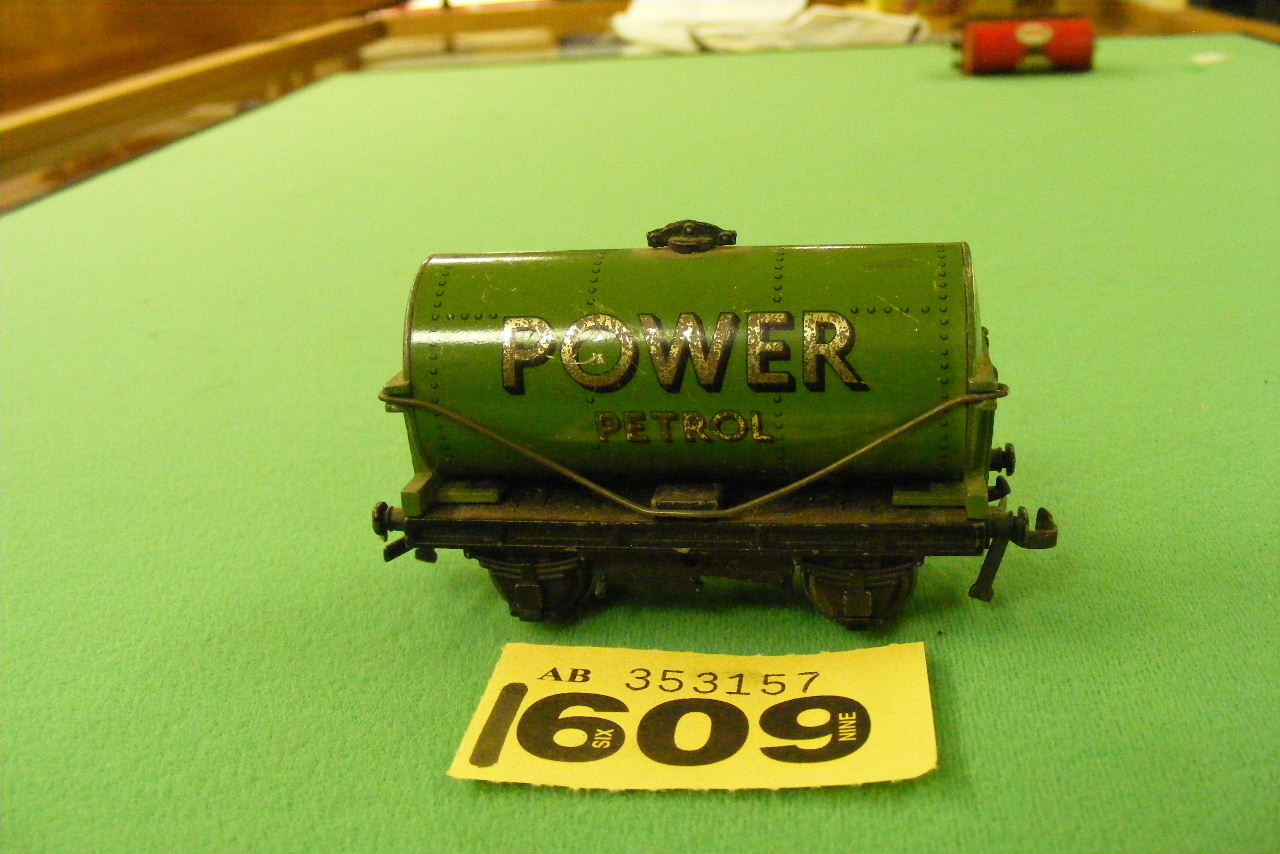 POWER
PETROL
AB 353157
1609
SIX
NINE